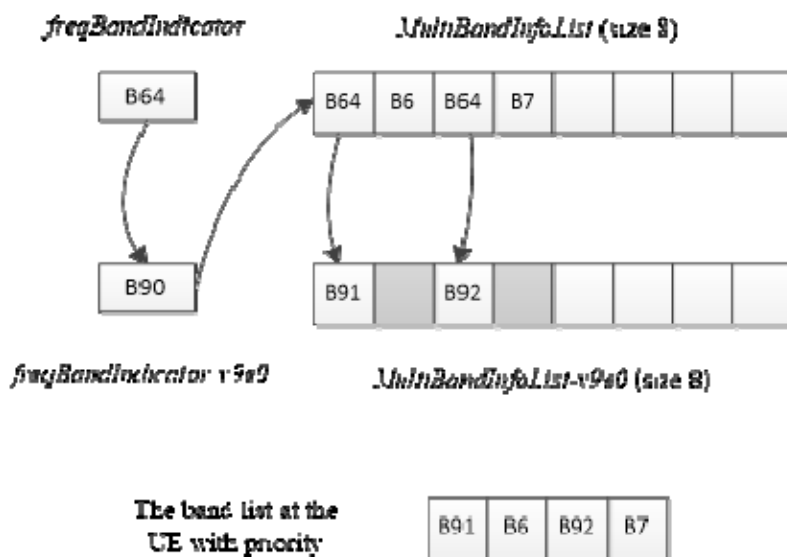 freqBandIndicator
MultiBandInfoList (size 8)
B64
B64 B6 B64 B7
B90
B91 B92
freqBandIndicator-v9e0
MultiBandInfoList-v9e0 (size 8)
The band list at the
UE with priority
B91 B6 B92 B7